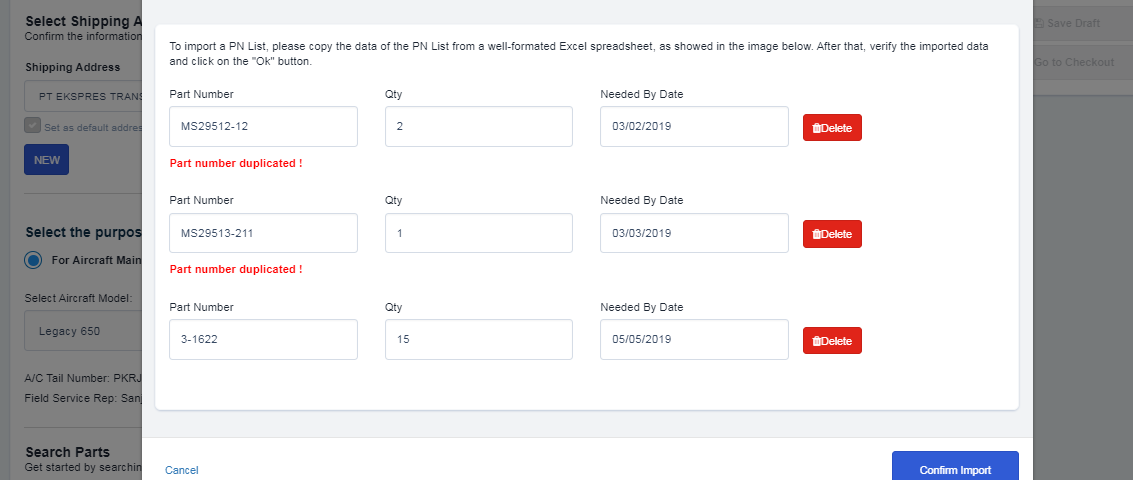 Select Shipping A
Confirm the information
Shipping Address
PT EKSPRES TRANS
Set as default addres
NEW
Select the purpos
For Aircraft Main
Select Aircraft Model:
Legacy 650
A/C Tail Number: PKRJ
Field Service Rep: Sanj
Search Parts
Get started by searchin
To import a PN List, please copy the data of the PN List from a well-formated Excel spreadsheet, as showed in the image below. After that, verify the imported data
and click on the "Ok" button.
Part Number Qty Needed By Date
MS29512-12 2 03/02/2019 Delete
Part number duplicated !
Part Number Qty Needed By Date
MS29513-211 1 03/03/2019 Delete
Part number duplicated !
Part Number Qty Needed By Date
3-1622 15 05/05/2019 Delete
Cancel Confirm Import
Save Draft
Go to Checkout